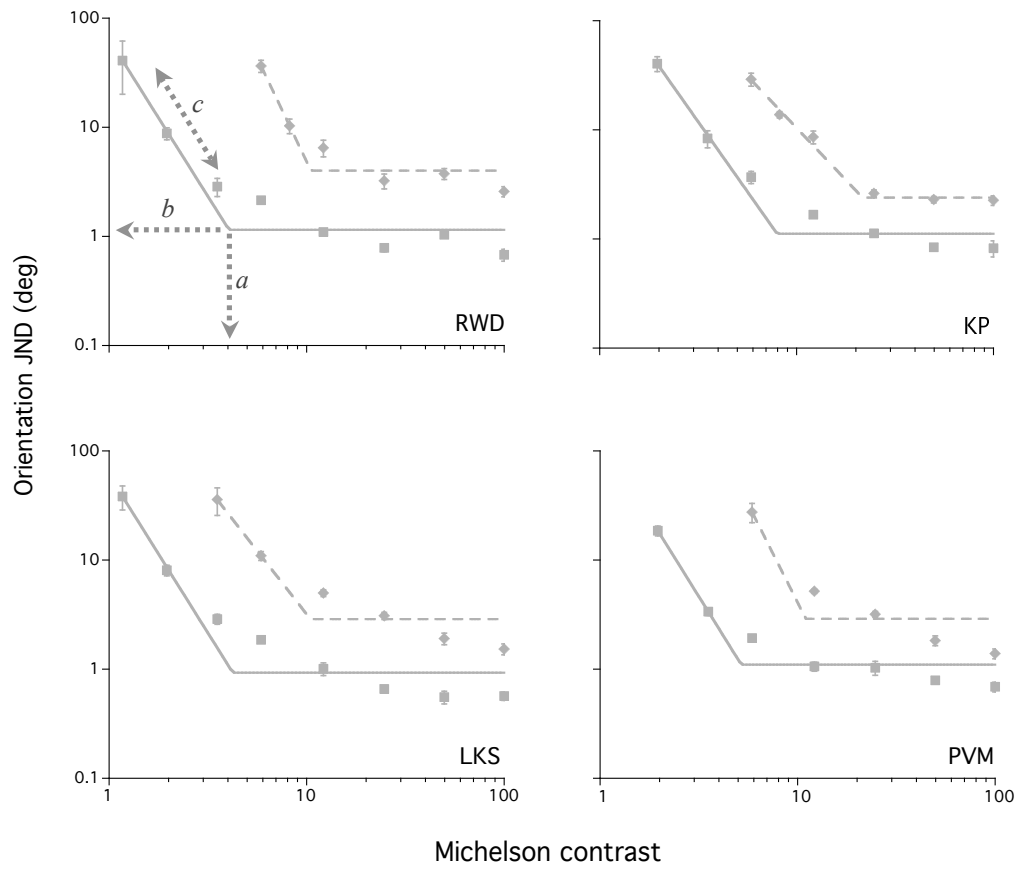 100
10
1
0.1
c
b
a
RWD
KP
Orientation JND (deg)
100
10
1
0.1
LKS
PVM
1
10
100
1
10
100
Michelson contrast